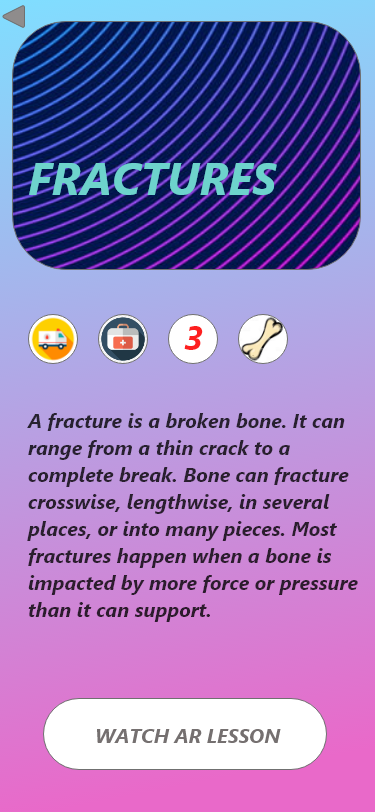 FRACTURES
3
A fracture is a broken bone. It can
range from a thin crack to a
complete break. Bone can fracture
crosswise, lengthwise, in several
places, or into many pieces. Most
fractures happen when a bone is
impacted by more force or pressure
than it can support.
WATCH AR LESSON